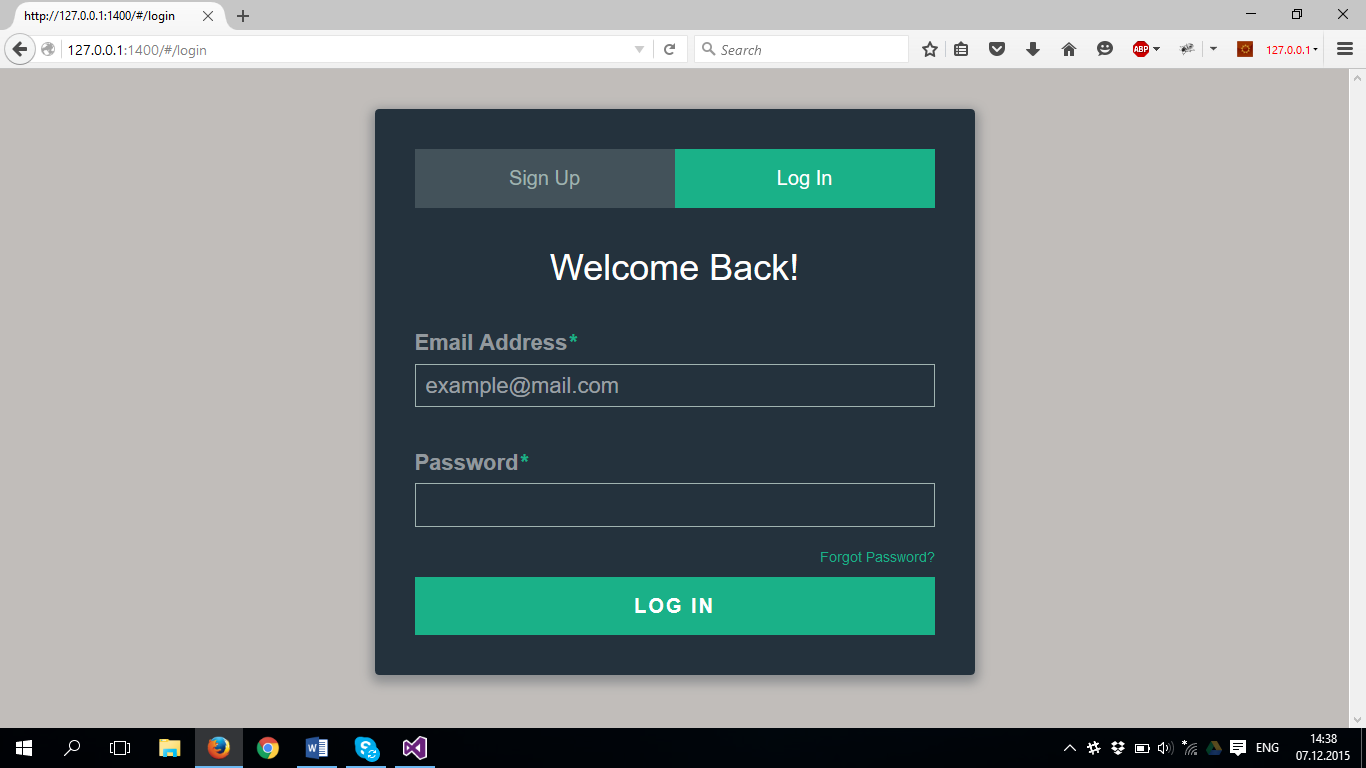 http://127.0.0.1:1400/#/login
127.0.0.1:1400/#/login
Search
ABP
127.0.0.1
Sign Up
Log In
Welcome Back!
Email Address*
example@mail.com
Password*
Forgot Password?
LOG IN
ENG
14:38
07.12.2015